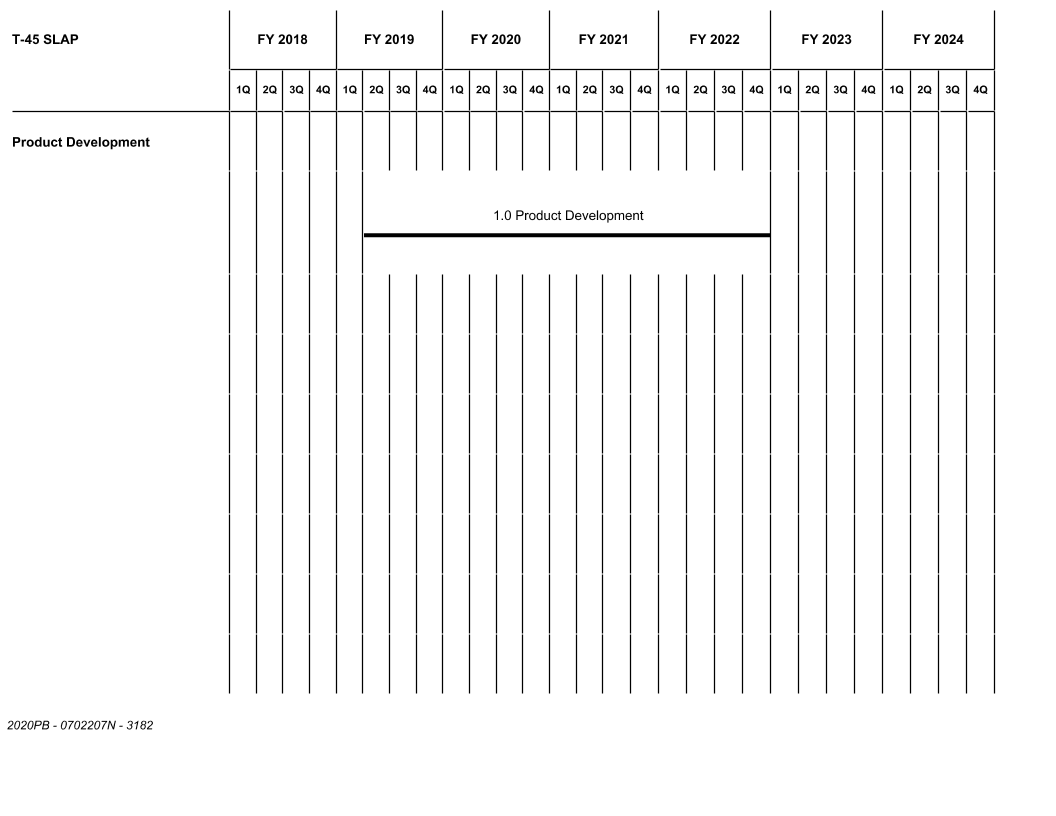 T-45 SLAP FY 2018 FY 2019 FY 2020 FY 2021 FY 2022 FY 2023 FY 2024
1Q 2Q 3Q 4Q 1Q 2Q 3Q 4Q 1Q 2Q 3Q 4Q 1Q 2Q 3Q 4Q 1Q 2Q 3Q 4Q 1Q 2Q 3Q 4Q 1Q 2Q 3Q 4Q
Product Development
1.0 Product Development
2020PB - 0702207N - 3182